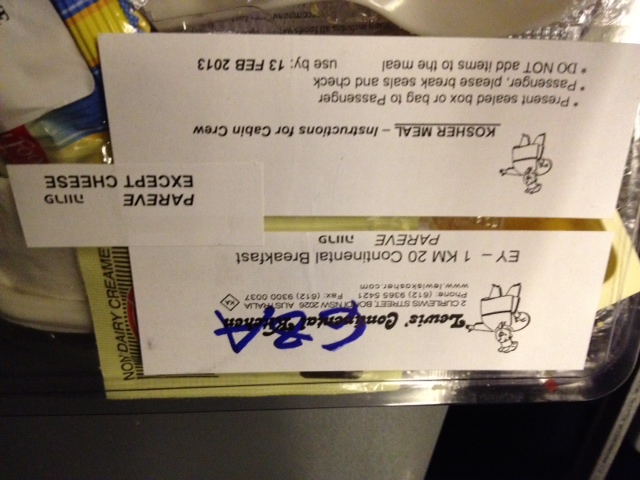 Lewis' Continental Kitchen
2 CURLEWIS STREET BONDI NSW 2026 AUSTRALIA
Phone: (612) 9365 5421 Fax: (612) 9300 0337
www.lewiskosher.com
EY – 1 KM 20 Continental Breakfast
PAREVE פרווה
PAREVE פרווה
EXCEPT CHEESE
KOSHER MEAL – Instructions for Cabin Crew
* Present sealed box or bag to Passenger
* Passenger, please break seals and check
* DO NOT add items to the meal use by: 13 FEB 2013
NON DAIRY CREAME